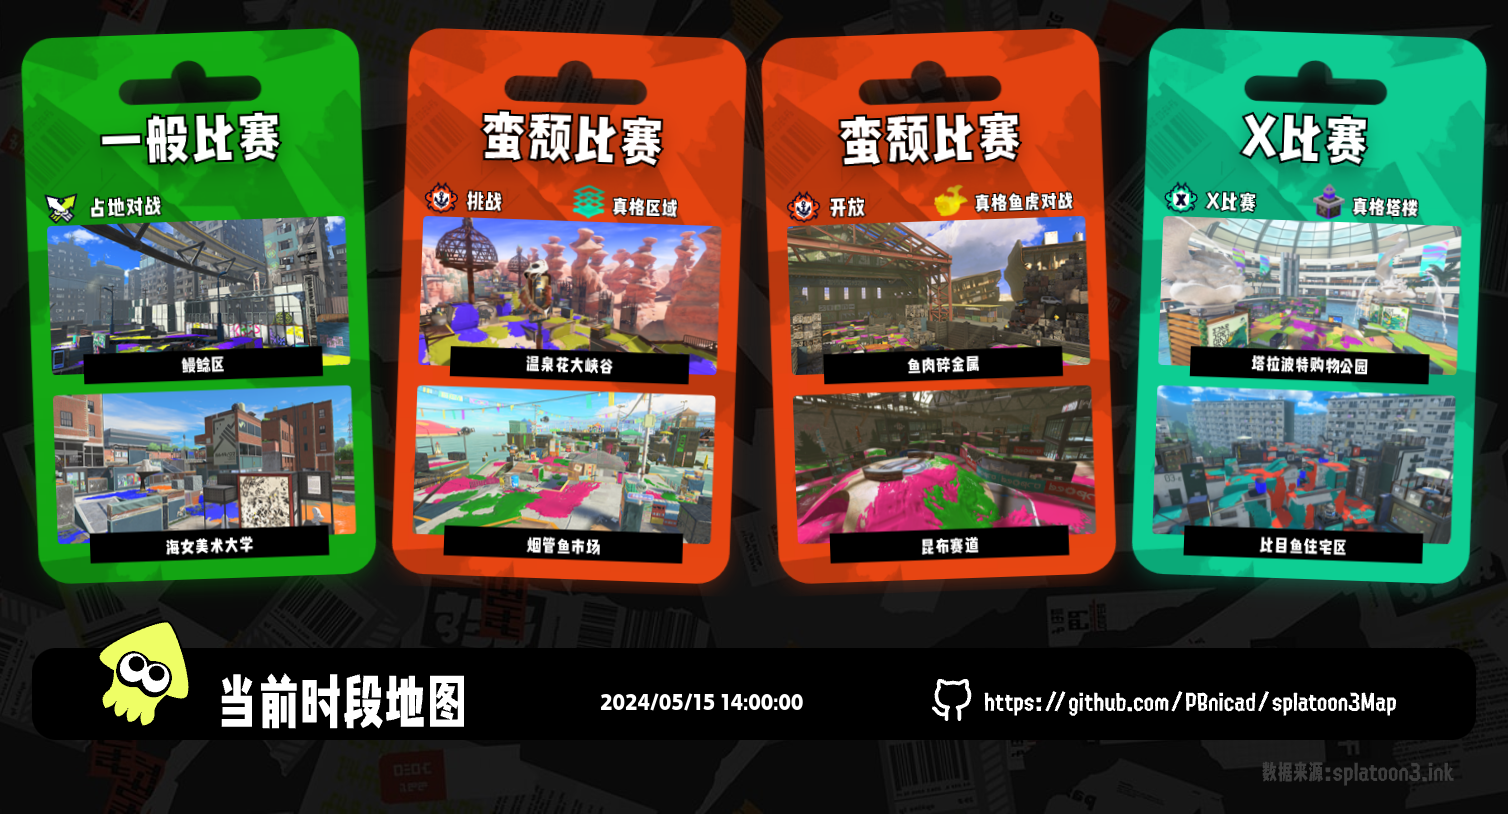 一般比赛
占地对战
鳗鲶区
海女美术大学
蛮颓比赛
挑战
真格区域
温泉花大峡谷
烟管鱼市场
蛮颓比赛
开放
真格鱼虎对战
鱼肉碎金属
昆布赛道
X比赛
X比赛
真格塔楼
塔拉波特购物公园
比目鱼住宅区
当前时段地图
2024/05/15 14:00:00
https://github.com/PBnicad/splatoon3Map
数据来源:splatoon3.ink